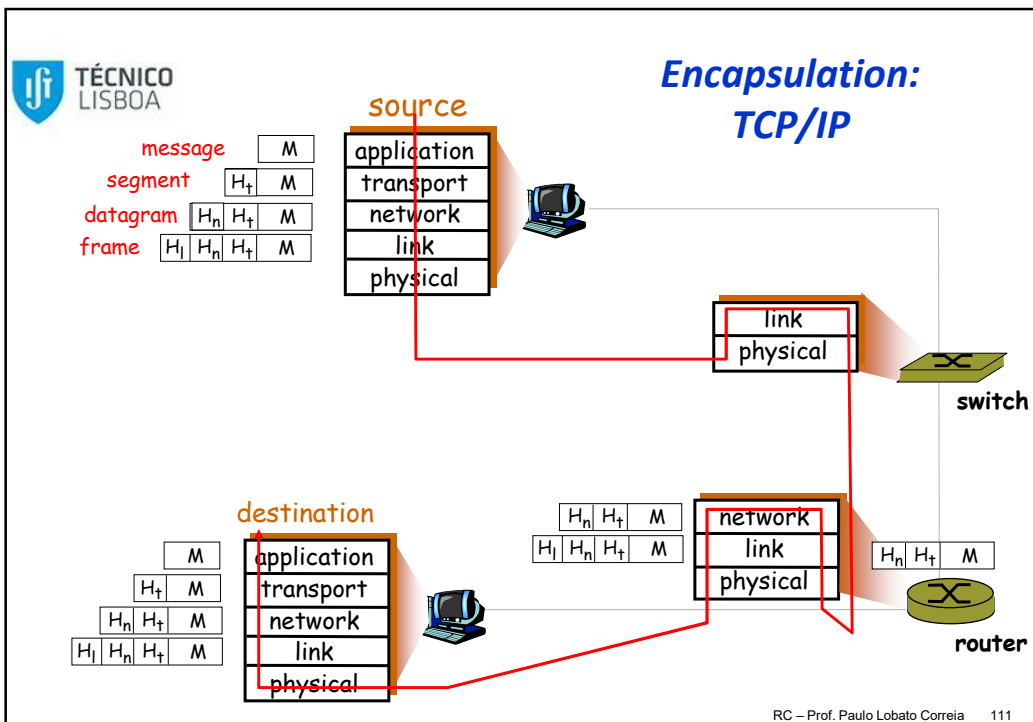 TÉCNICO
LISBOA
Encapsulation:
TCP/IP
source
message M
segment Ht M
datagram Hn Ht M
frame Hl Hn Ht M
application
transport
network
link
physical
link
physical
switch
destination
M
Ht M
Hn Ht M
Hl Hn Ht M
application
transport
network
link
physical
Hn Ht M
Hl Hn Ht M
network
link
physical
Hn Ht M
router
RC – Prof. Paulo Lobato Correia 111